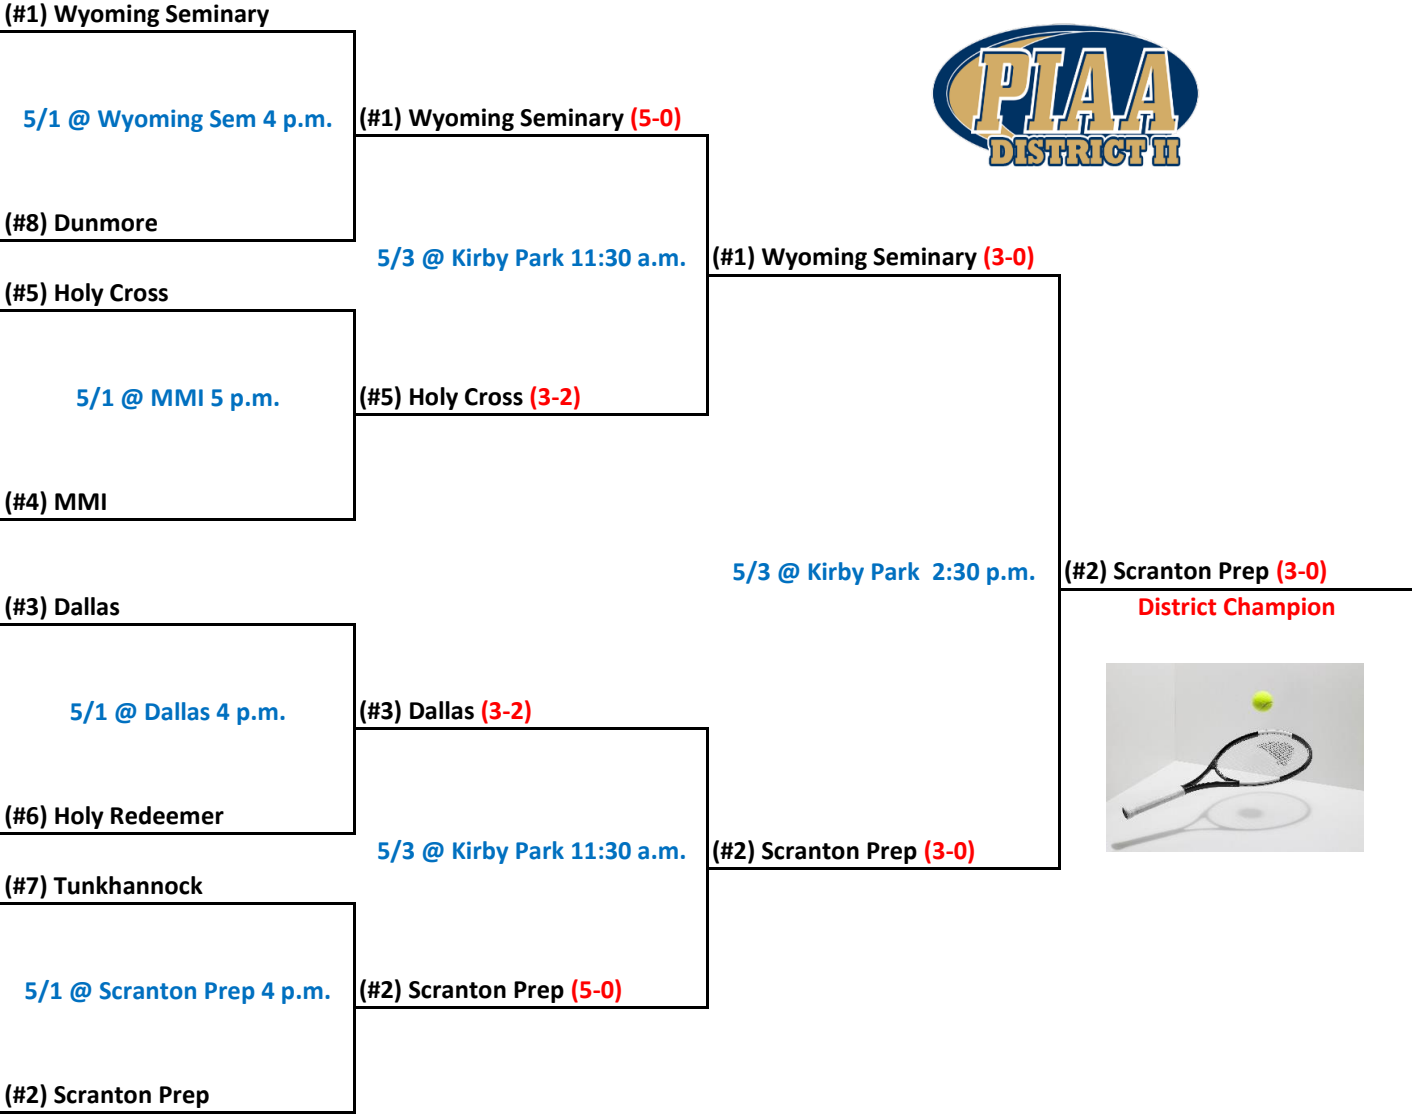 (#1) Wyoming Seminary
PIAA
DISTRICT II
5/1 @ Wyoming Sem 4 p.m.
(#1) Wyoming Seminary (5-0)
(#8) Dunmore
5/3 @ Kirby Park 11:30 a.m.
(#1) Wyoming Seminary (3-0)
(#5) Holy Cross
5/1 @ MMI 5 p.m.
(#5) Holy Cross (3-2)
(#4) MMI
5/3 @ Kirby Park  2:30 p.m.
(#2) Scranton Prep (3-0)
District Champion
(#3) Dallas
5/1 @ Dallas 4 p.m.
(#3) Dallas (3-2)
(#6) Holy Redeemer
5/3 @ Kirby Park 11:30 a.m.
(#2) Scranton Prep (3-0)
(#7) Tunkhannock
5/1 @ Scranton Prep 4 p.m.
(#2) Scranton Prep (5-0)
(#2) Scranton Prep